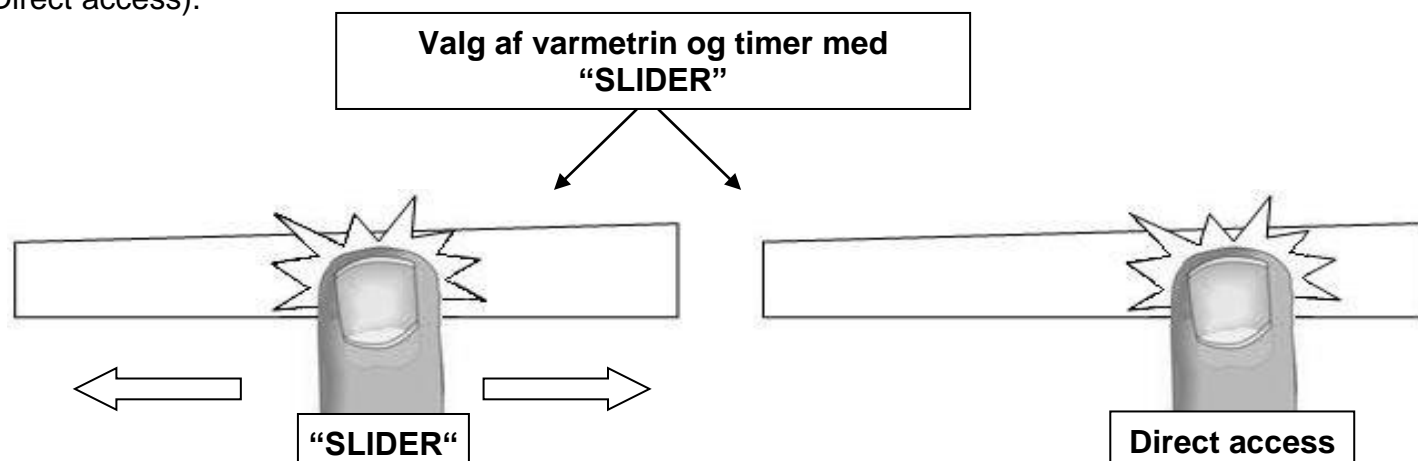 Direct access).
Valg af varmetrin og timer med
“SLIDER”
“SLIDER“
Direct access